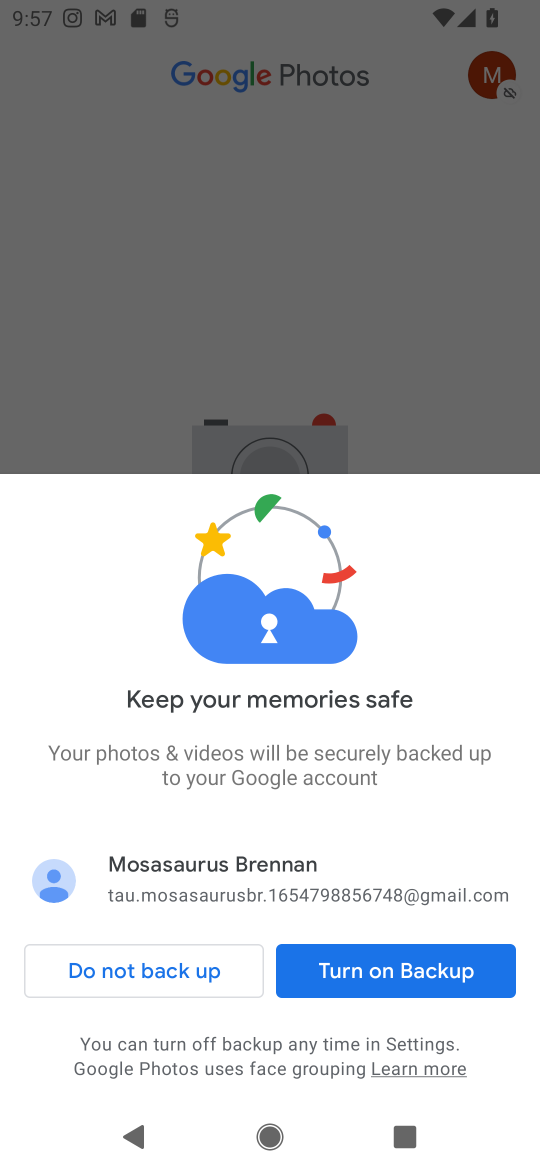 9:57
Google Photos
M
Keep your memories safe
Your photos & videos will be securely backed up
to your Google account
Mosasaurus Brennan
tau.mosasaurusbr.1654798856748@gmail.com
Do not back up
Turn on Backup
You can turn off backup any time in Settings.
Google Photos uses face grouping Learn more